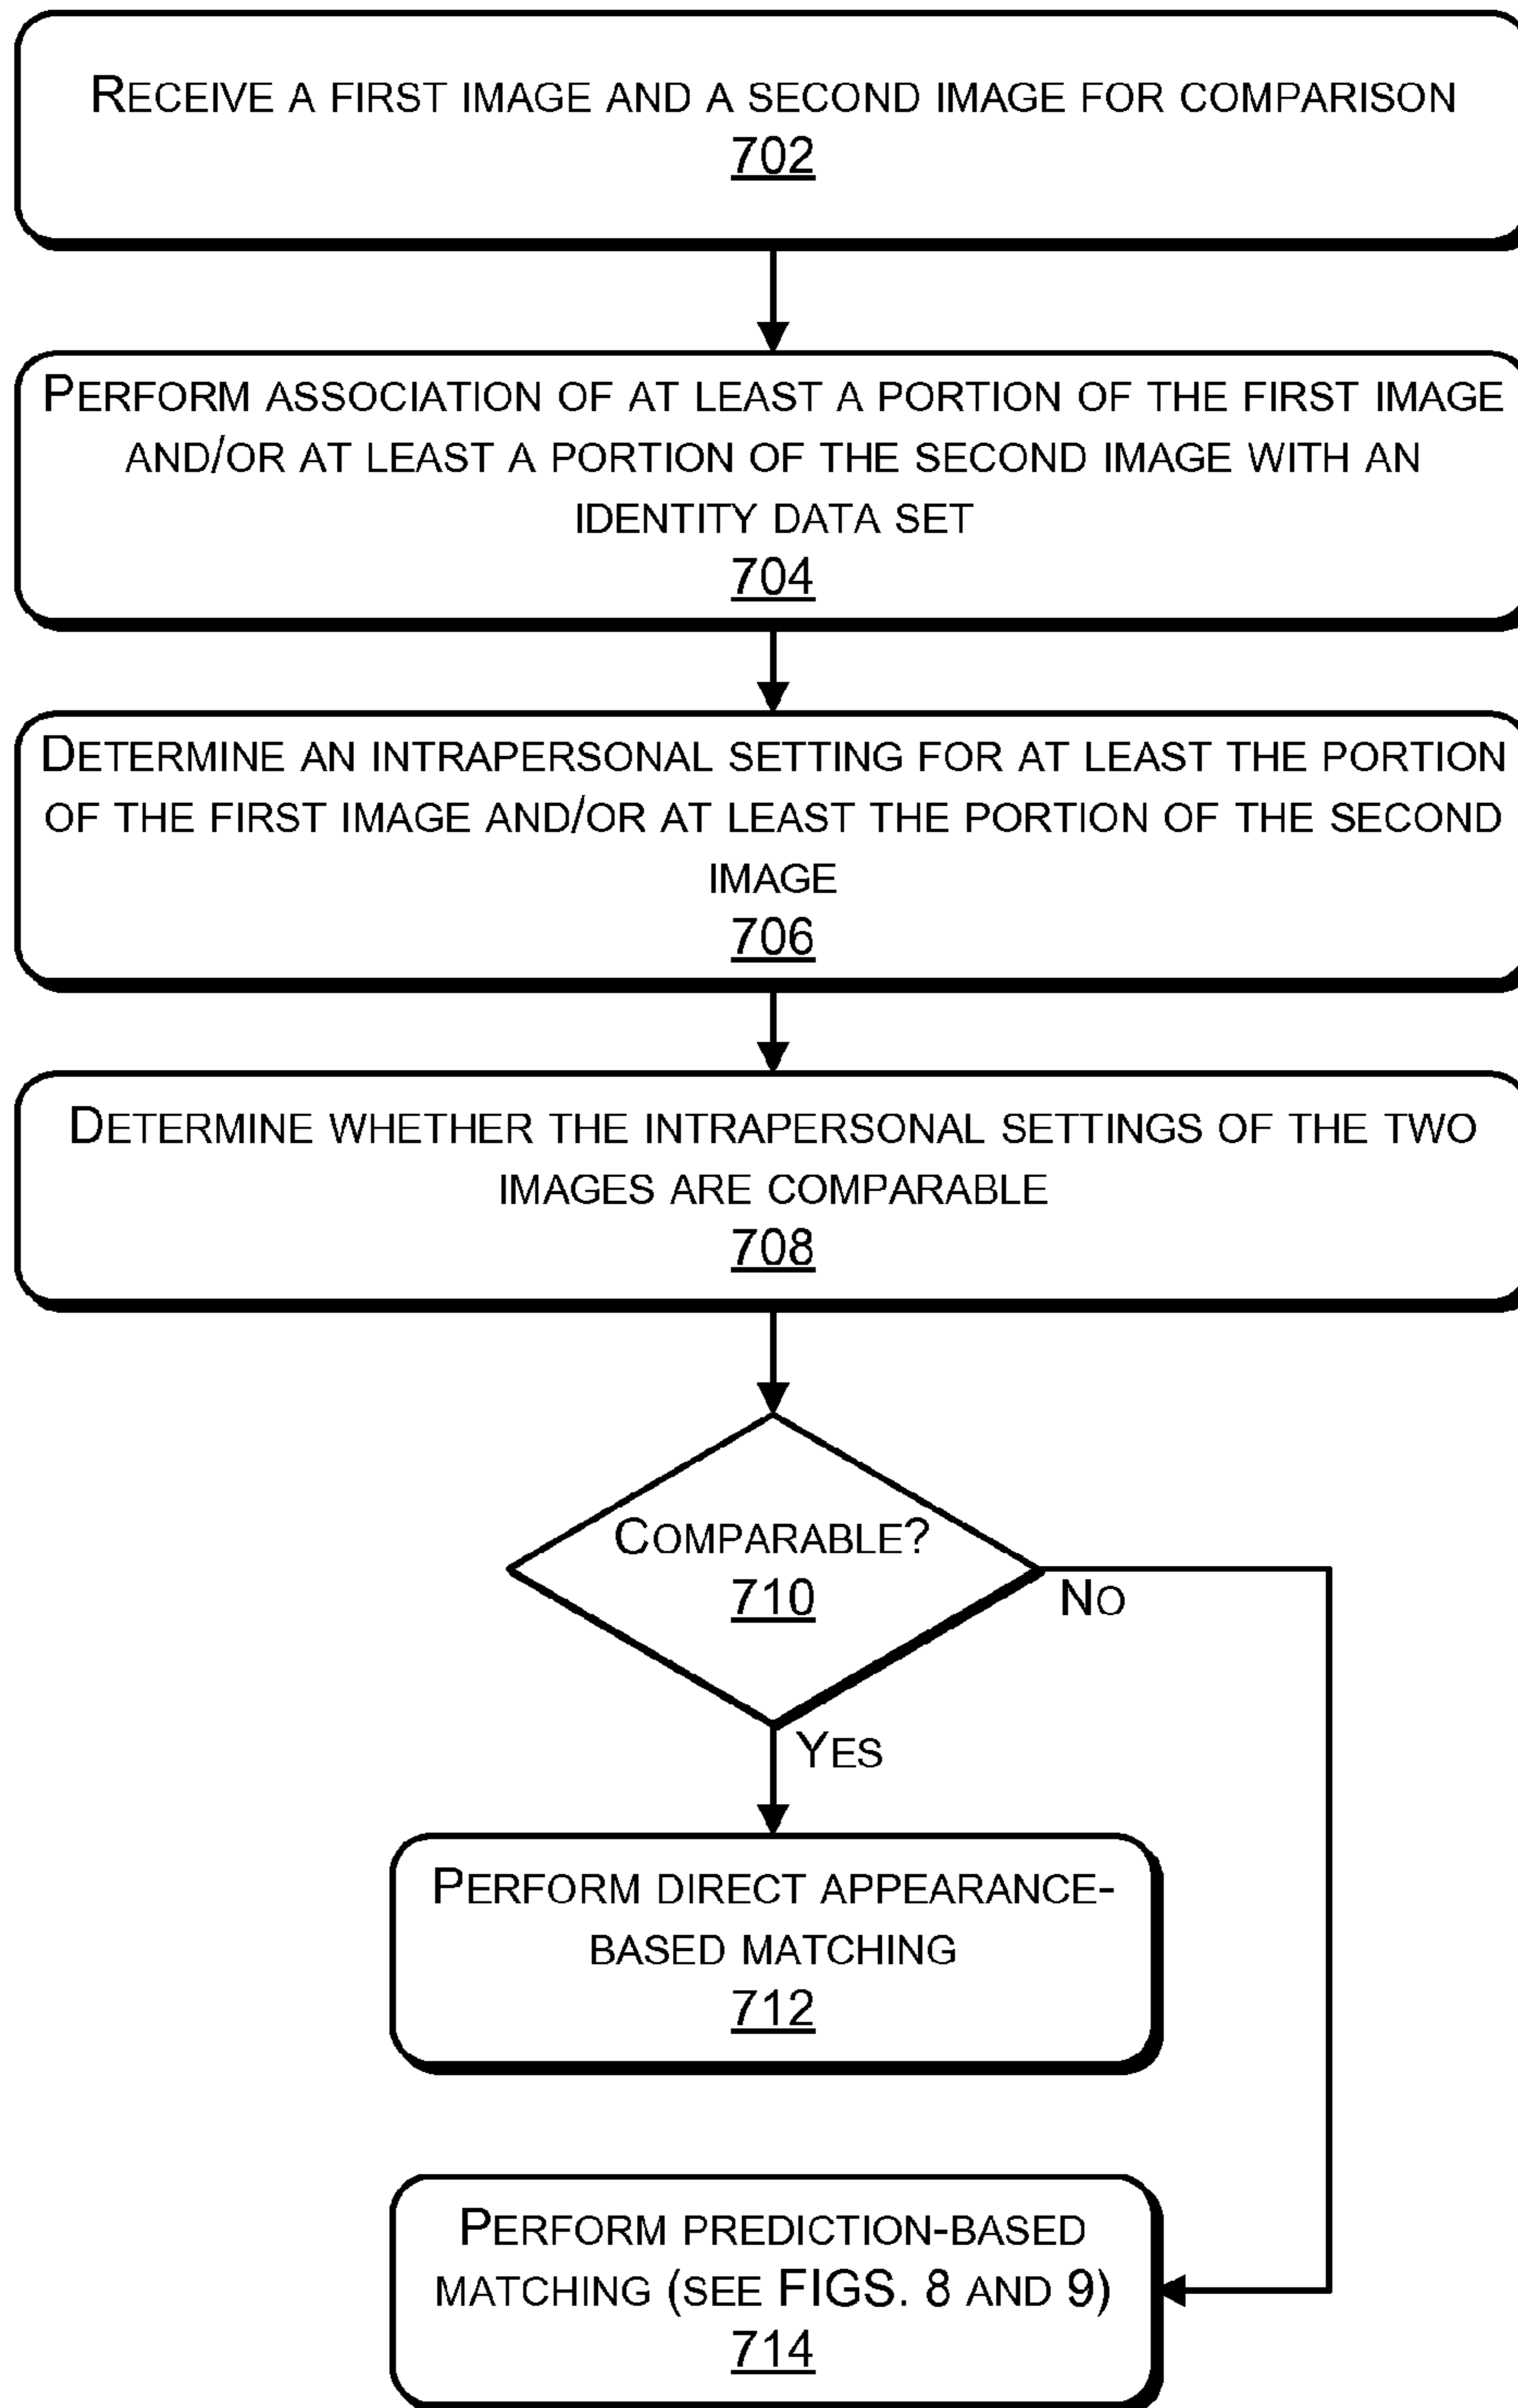 RECEIVE A FIRST IMAGE AND A SECOND IMAGE FOR COMPARISON
702
PERFORM ASSOCIATION OF AT LEAST A PORTION OF THE FIRST IMAGE
AND/OR AT LEAST A PORTION OF THE SECOND IMAGE WITH AN
IDENTITY DATA SET
704
DETERMINE AN INTRAPERSONAL SETTING FOR AT LEAST THE PORTION
OF THE FIRST IMAGE AND/OR AT LEAST THE PORTION OF THE SECOND
IMAGE
706
DETERMINE WHETHER THE INTRAPERSONAL SETTINGS OF THE TWO
IMAGES ARE COMPARABLE
708
COMPARABLE?
710
NO
YES
PERFORM DIRECT APPEARANCE-
BASED MATCHING
712
PERFORM PREDICTION-BASED
MATCHING (SEE FIGS. 8 AND 9)
714